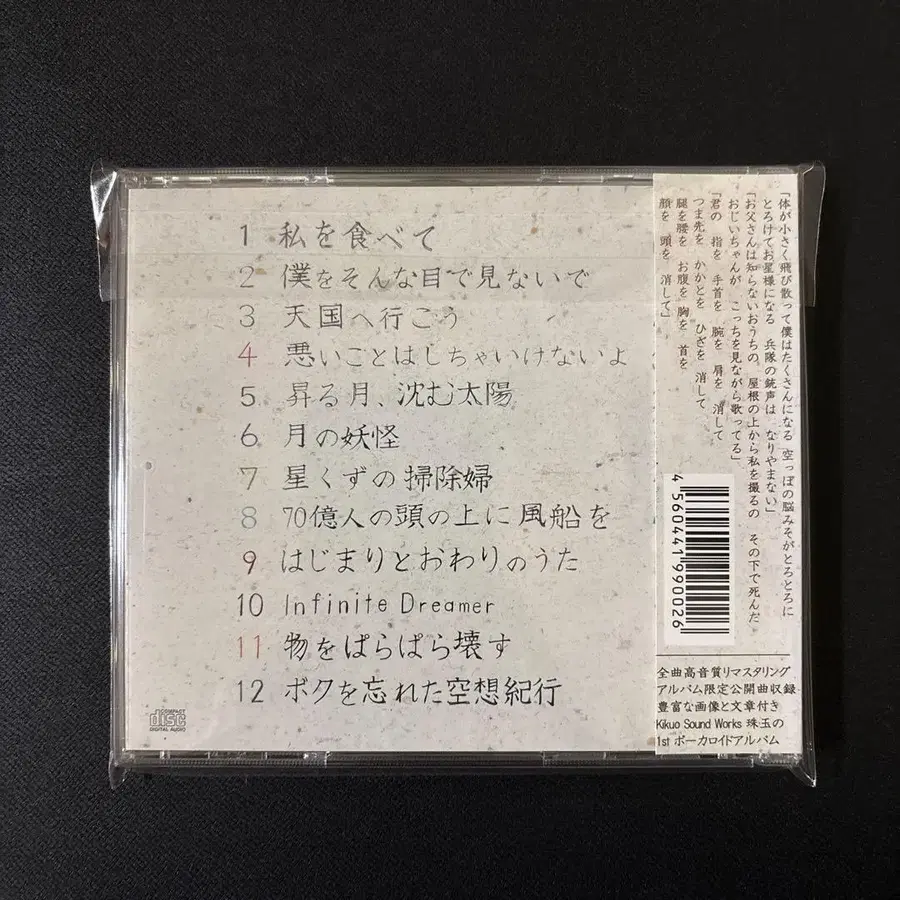 1 私を食べて
2 僕をそんな目で見ないで
3 天国へ行こう
4 悪いことはしちゃいけないよ
5 昇る月、沈む太陽
6 月の妖怪
7 星くずの掃除婦
8 70億人の頭の上に風船を
9 はじまりとおわりのうた
10 Infinite Dreamer
11 物をぱらぱら壊す
12 ボクを忘れた空想紀行
COMPACT
disc
DIGITAL AUDIO
「体が小さく飛び散って僕はたくさんになる 空っぽの脳みそがとろとろに
とろけてお星様になる 兵隊の銃声は なりやまない」
「お父さんは知らないおうちの、屋根の上から私を撮るの その下で死んだ
おじいちゃんが こっちを見ながら歌ってる」
「君の 指を 手首を 腕を 肩を 消して
つま先を かかとを ひざを 消して
腿を腰を お腹を 胸を 首を
顔を 頭を 消して」
4560441990026
全曲高音質リマスタリング
アルバム限定公開曲収録
豊富な画像と文章付き
Kikuo Sound Works 珠玉の
1st ボーカロイドアルバム